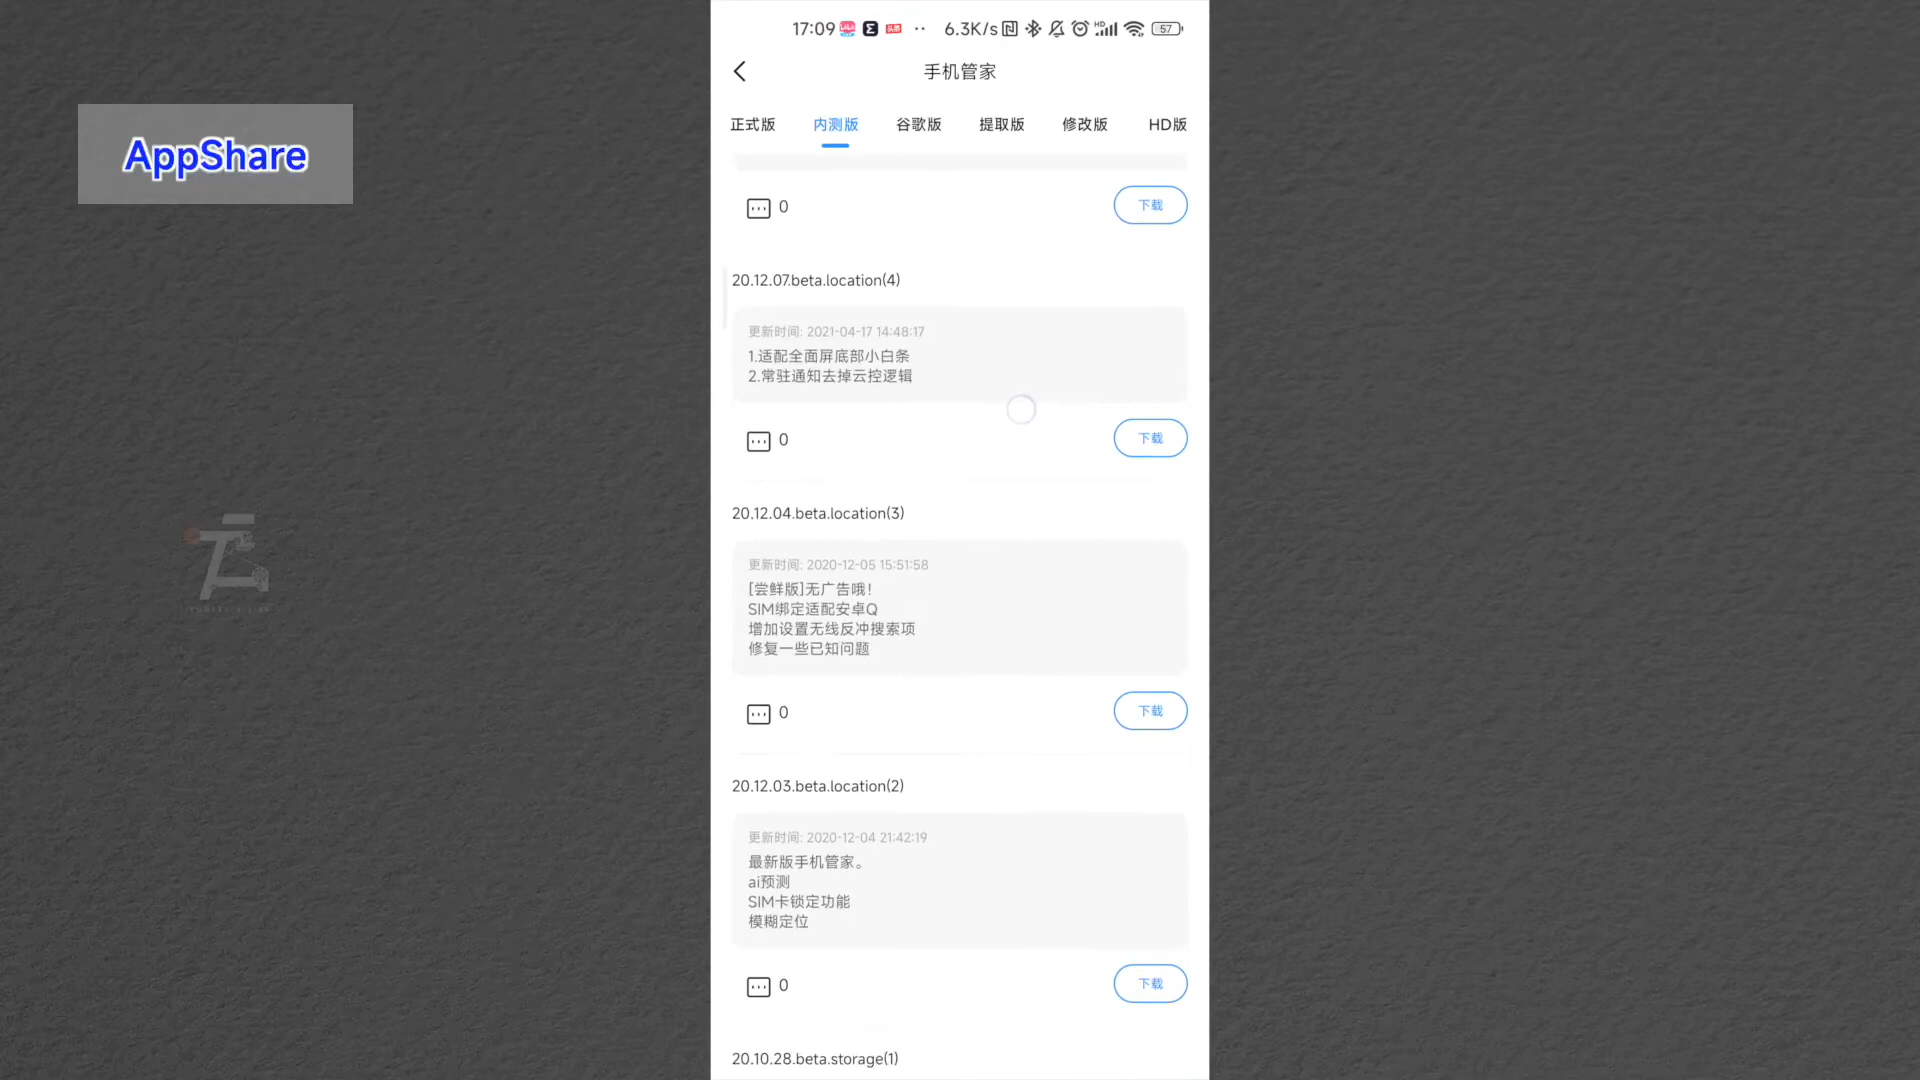 17:09 6.3K/s HD 57
手机管家
AppShare
正式版 内测版 谷歌版 提取版 修改版 HD版
0 下载
20.12.07.beta.location(4)
更新时间: 2021-04-17 14:48:17
1.适配全面屏底部小白条
2.常驻通知去掉云控逻辑
0 下载
20.12.04.beta.location(3)
更新时间: 2020-12-05 15:51:58
[尝鲜版]无广告哦!
SIM绑定适配安卓Q
增加设置无线反冲搜索项
修复一些已知问题
0 下载
20.12.03.beta.location(2)
更新时间: 2020-12-04 21:42:19
最新版手机管家。
ai预测
SIM卡锁定功能
模糊定位
0 下载
20.10.28.beta.storage(1)